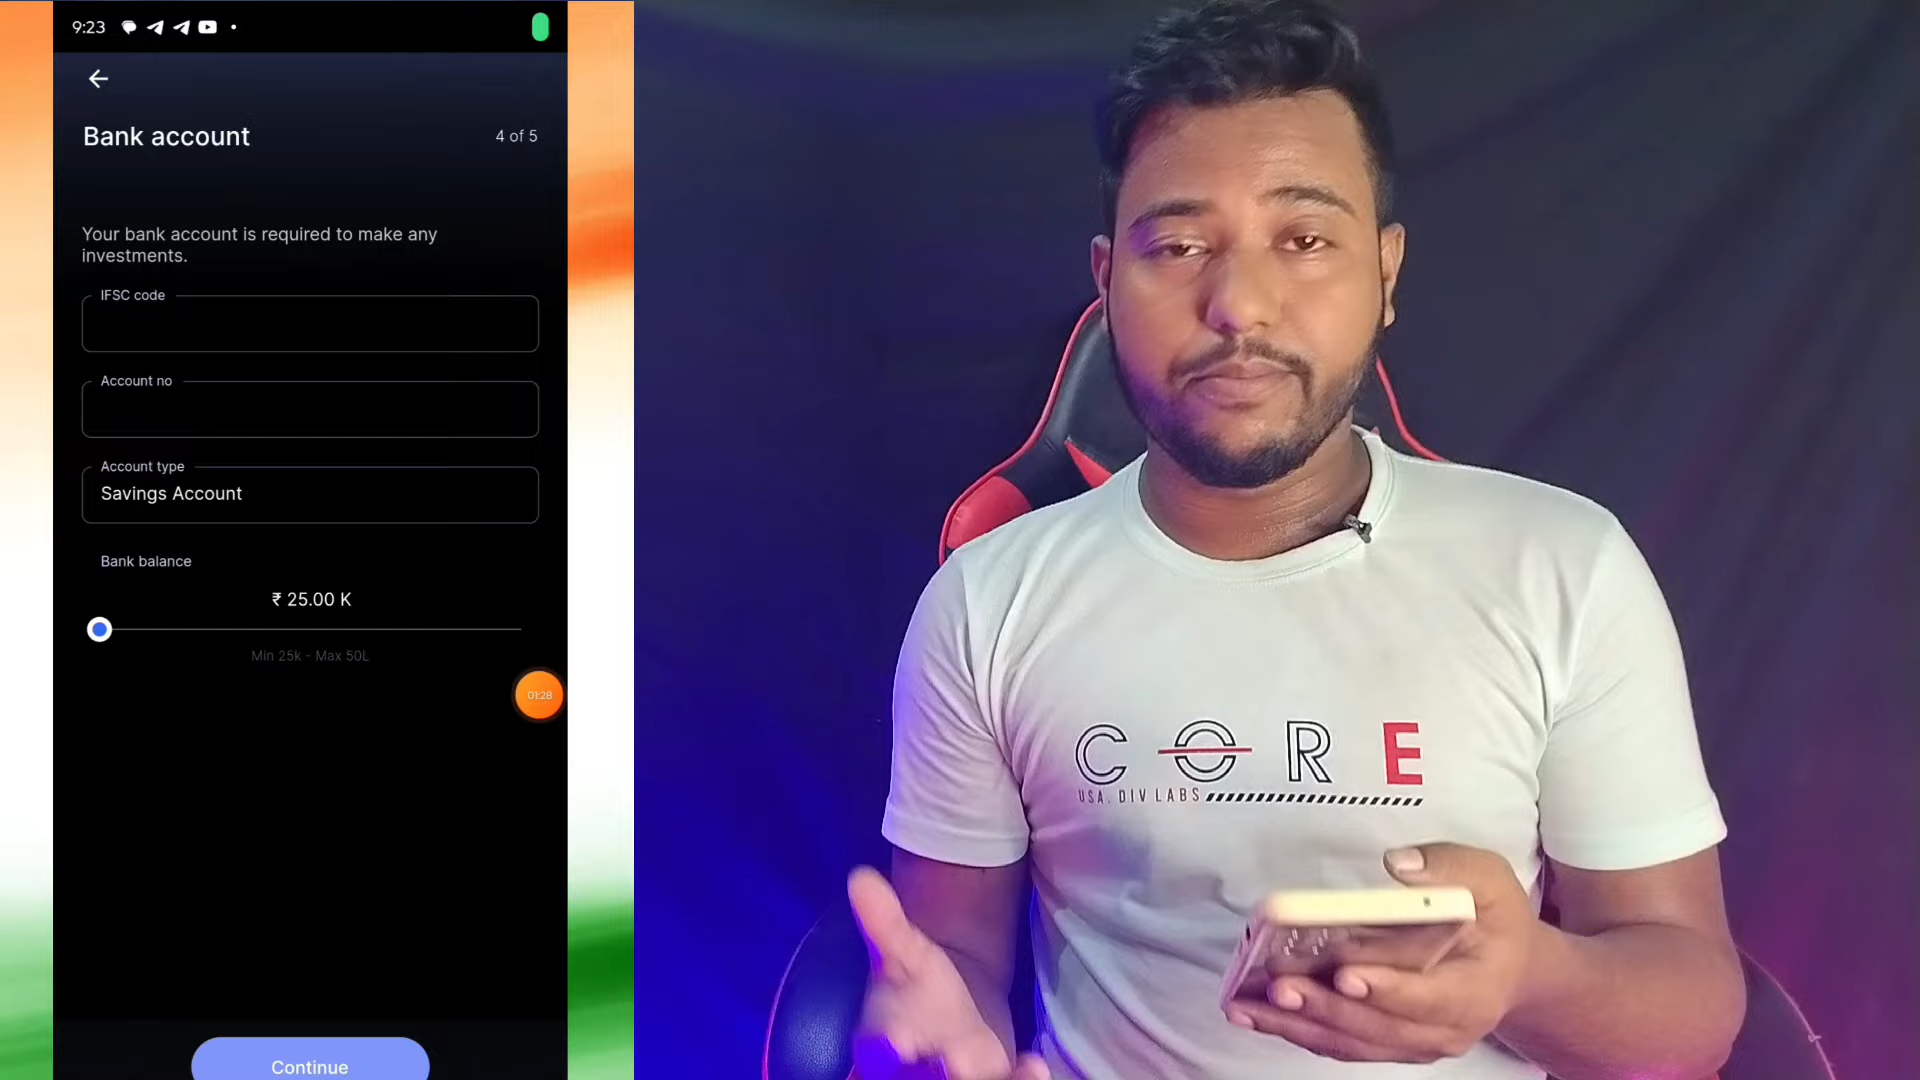 9:23
Bank account
4 of 5
Your bank account is required to make any
investments.
IFSC code
Account no
Account type
Savings Account
Bank balance
₹ 25.00 K
Min 25k - Max 50L
01:28
Continue
CORE
USA. DIV LABS